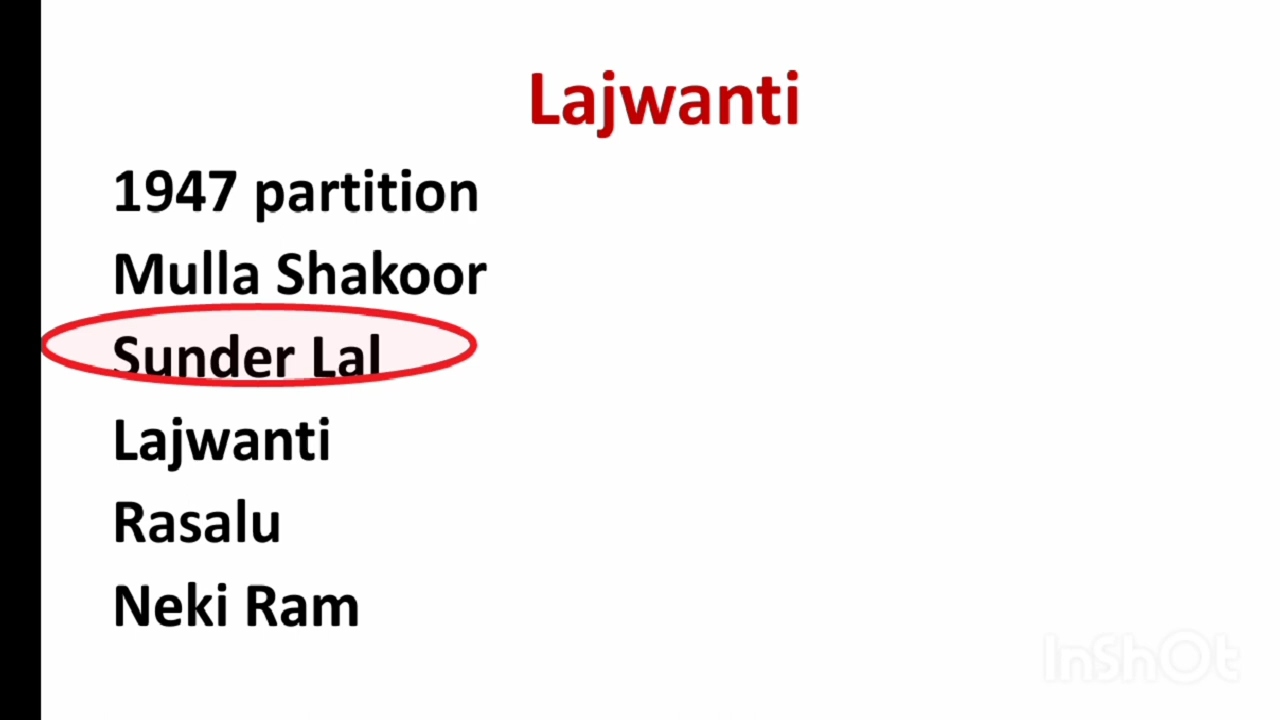 Lajwanti
1947 partition
Mulla Shakoor
Sunder Lal
Lajwanti
Rasalu
Neki Ram
InShOt